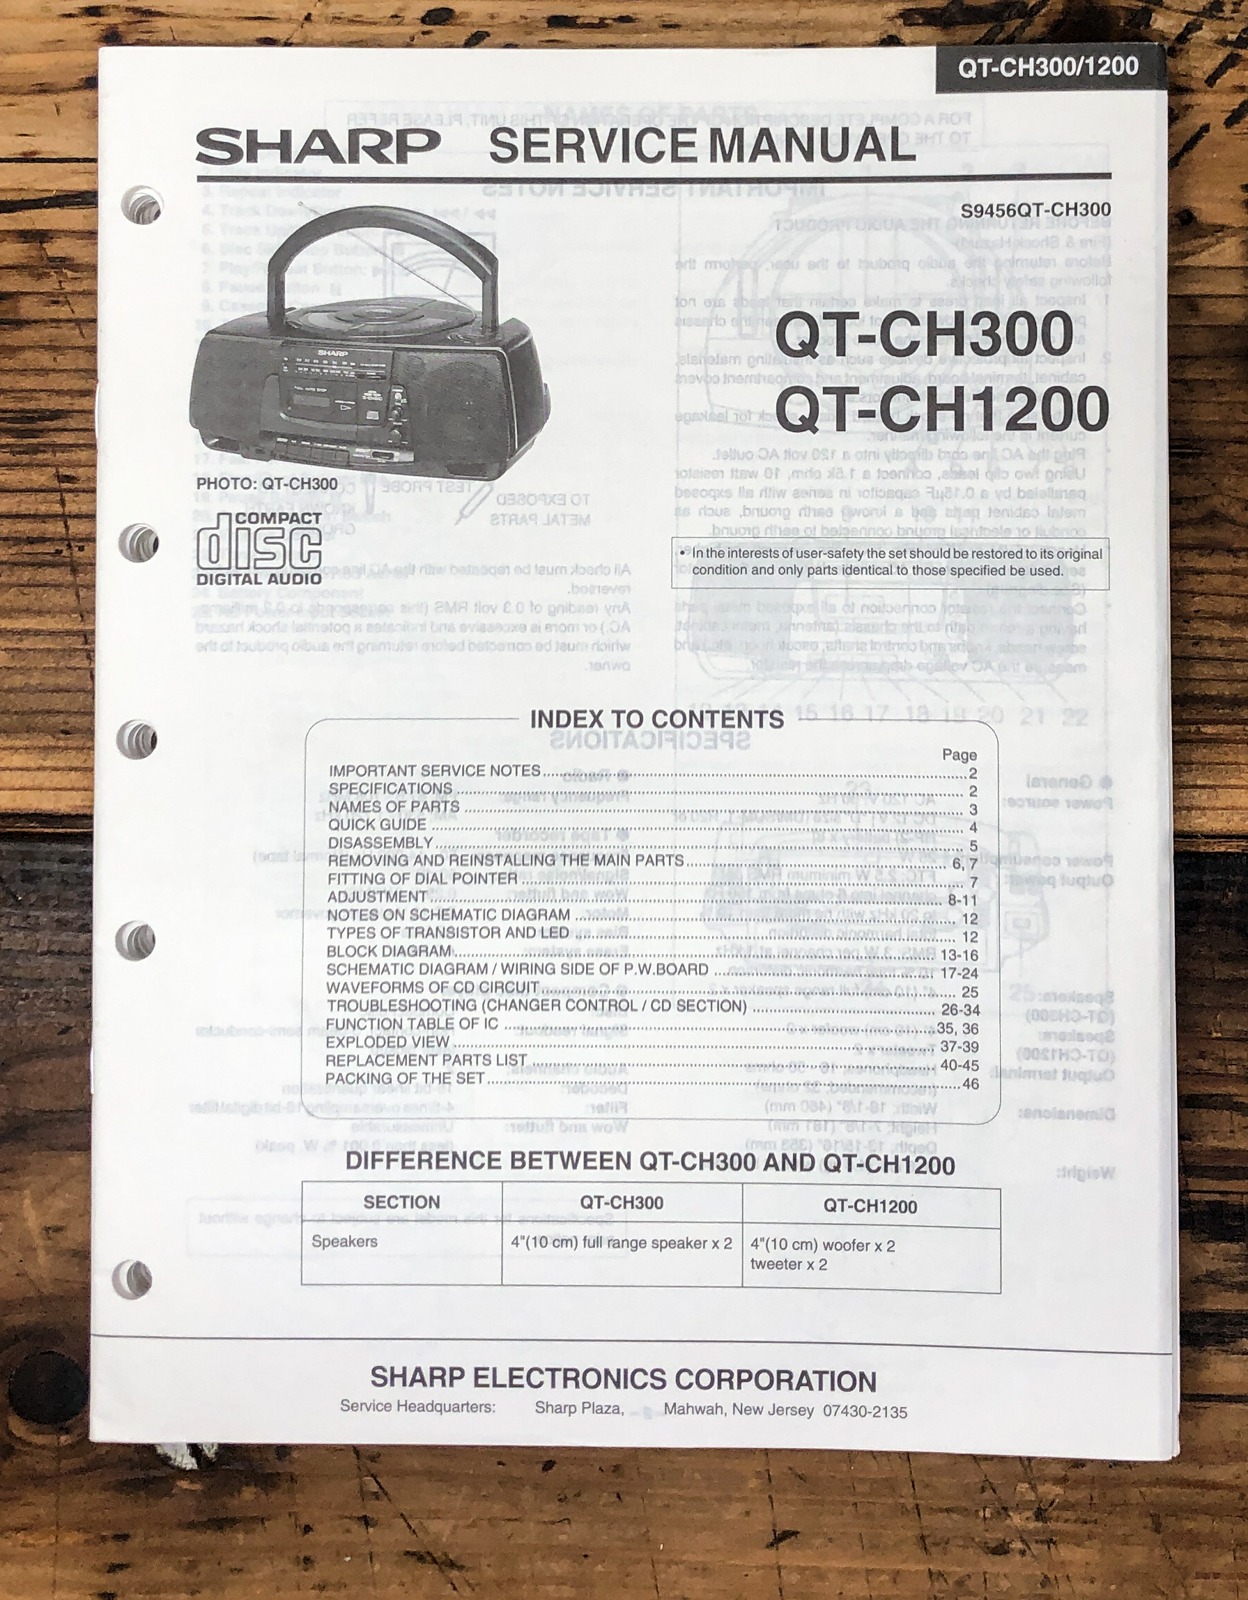 QT-CH300/1200
SHARP SERVICE MANUAL
S9456QT-CH300
SHARP
QT-CH300
QT-CH1200
PHOTO: QT-CH300
COMPACT
disc
DIGITAL AUDIO
• In the interests of user-safety the set should be restored to its original
condition and only parts identical to those specified be used.
INDEX TO CONTENTS
Page
IMPORTANT SERVICE NOTES 2
SPECIFICATIONS 2
NAMES OF PARTS 3
QUICK GUIDE 4
DISASSEMBLY 5
REMOVING AND REINSTALLING THE MAIN PARTS 6, 7
FITTING OF DIAL POINTER 7
ADJUSTMENT 8-11
NOTES ON SCHEMATIC DIAGRAM 12
TYPES OF TRANSISTOR AND LED 12
BLOCK DIAGRAM 13-16
SCHEMATIC DIAGRAM / WIRING SIDE OF P.W.BOARD 17-24
WAVEFORMS OF CD CIRCUIT 25
TROUBLESHOOTING (CHANGER CONTROL / CD SECTION) 26-34
FUNCTION TABLE OF IC 35, 36
EXPLODED VIEW 37-39
REPLACEMENT PARTS LIST 40-45
PACKING OF THE SET 46
DIFFERENCE BETWEEN QT-CH300 AND QT-CH1200
SECTION QT-CH300 QT-CH1200
Speakers 4"(10 cm) full range speaker x 2 4"(10 cm) woofer x 2
tweeter x 2
SHARP ELECTRONICS CORPORATION
Service Headquarters: Sharp Plaza, Mahwah, New Jersey 07430-2135